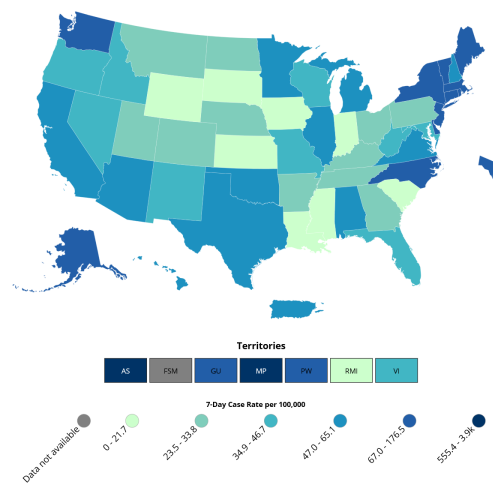 Territories
AS FSM GU MP PW RMI VI
7-Day Case Rate per 100,000
Data not available 0 - 21.7 23.5 - 33.8 34.9 - 46.7 47.0 - 65.1 67.0 - 176.5 555.4 - 3.9k